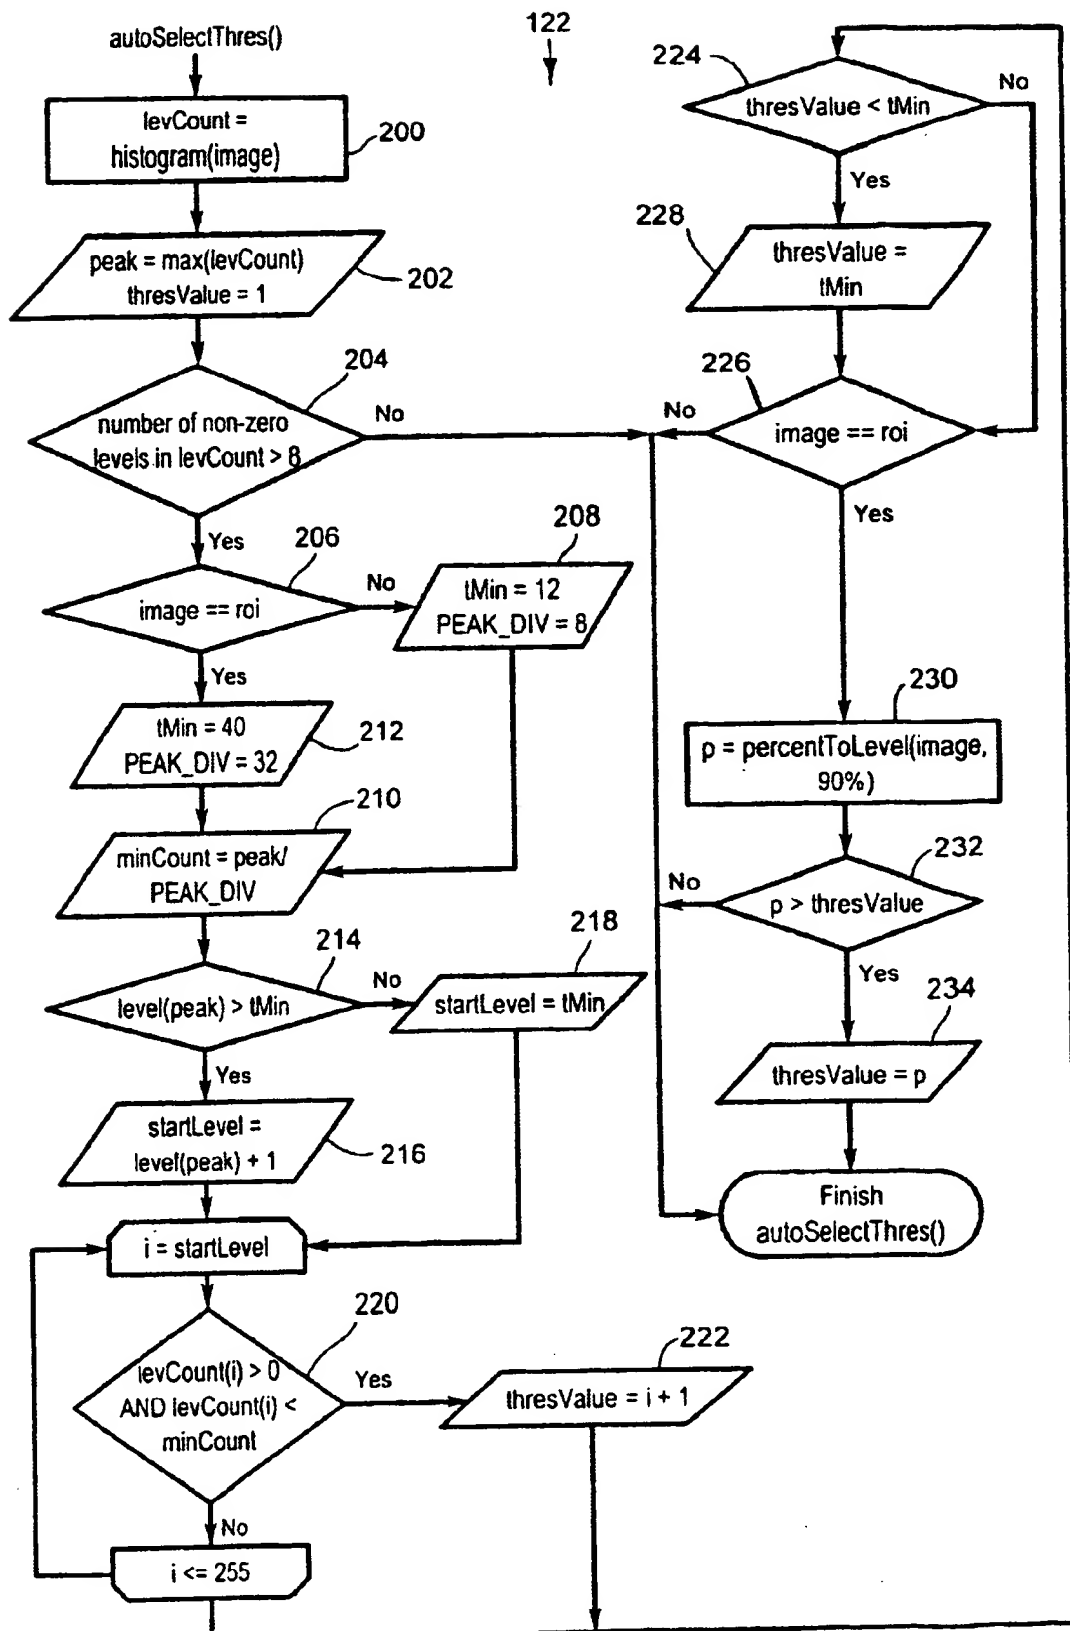 autoSelectThres()
122
levCount =
histogram(image)
200
peak = max(levCount)
thresValue = 1
202
204
number of non-zero
levels in levCount > 8
No
Yes
206
image == roi
No
208
tMin = 12
PEAK_DIV = 8
Yes
tMin = 40
PEAK_DIV = 32
212
210
minCount = peak/
PEAK_DIV
214
level(peak) > tMin
No
218
startLevel = tMin
Yes
startLevel =
level(peak) + 1
216
i = startLevel
220
levCount(i) > 0
AND levCount(i) <
minCount
Yes
222
thresValue = i + 1
No
i <= 255
224
thresValue < tMin
No
Yes
228
thresValue =
tMin
226
No
image == roi
Yes
230
p = percentToLevel(image,
90%)
232
No
p > thresValue
Yes
234
thresValue = p
Finish
autoSelectThres()